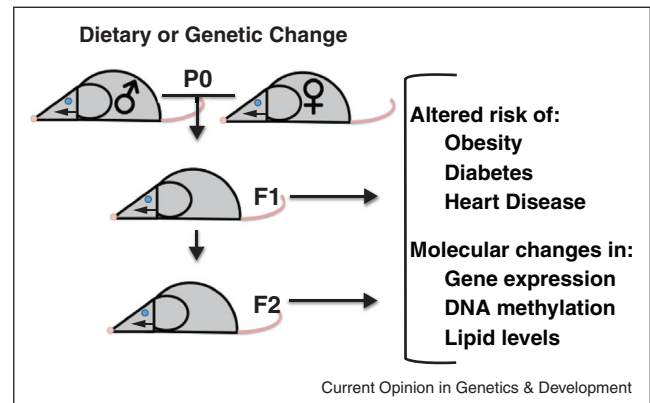 Dietary or Genetic Change
P0
♂
♀
F1
F2
Altered risk of:
Obesity
Diabetes
Heart Disease
Molecular changes in:
Gene expression
DNA methylation
Lipid levels
Current Opinion in Genetics & Development